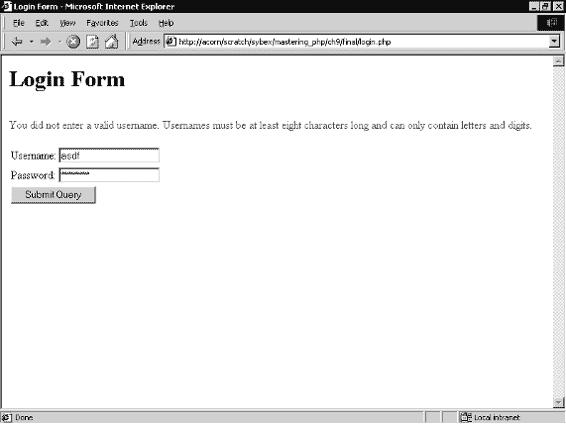 Login Form - Microsoft Internet Explorer
File Edit View Favorites Tools Help
Address http://acorn/scratch/sybex/mastering_php/ch9/final/login.php
Login Form
You did not enter a valid username. Usernames must be at least eight characters long and can only contain letters and digits.
Username: asdf
Password: ******
Submit Query
Done Local intranet